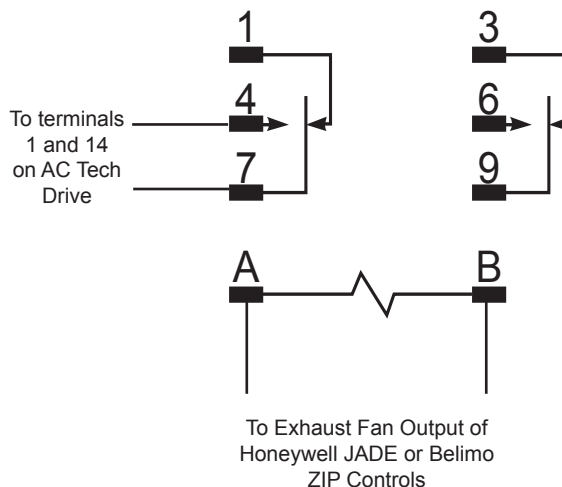 1 3
4 6
To terminals
1 and 14
on AC Tech
Drive
7 9
A B
To Exhaust Fan Output of
Honeywell JADE or Belimo
ZIP Controls